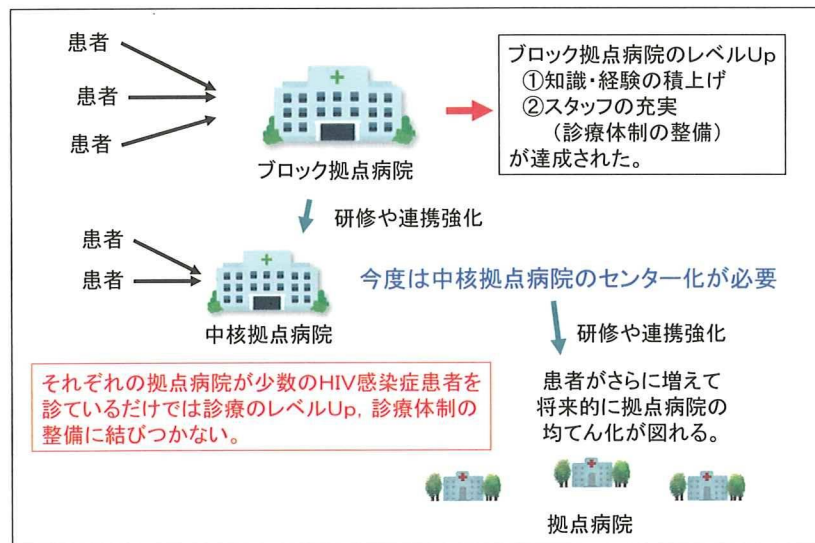 患者
患者
患者
ブロック拠点病院
ブロック拠点病院のレベルUp
①知識・経験の積上げ
②スタッフの充実
(診療体制の整備)
が達成された。
研修や連携強化
患者
患者
中核拠点病院
今度は中核拠点病院のセンター化が必要
研修や連携強化
それぞれの拠点病院が少数のHIV感染症患者を
診ているだけでは診療のレベルUp, 診療体制の
整備に結びつかない。
患者がさらに増えて
将来的に拠点病院の
均てん化が図れる。
拠点病院